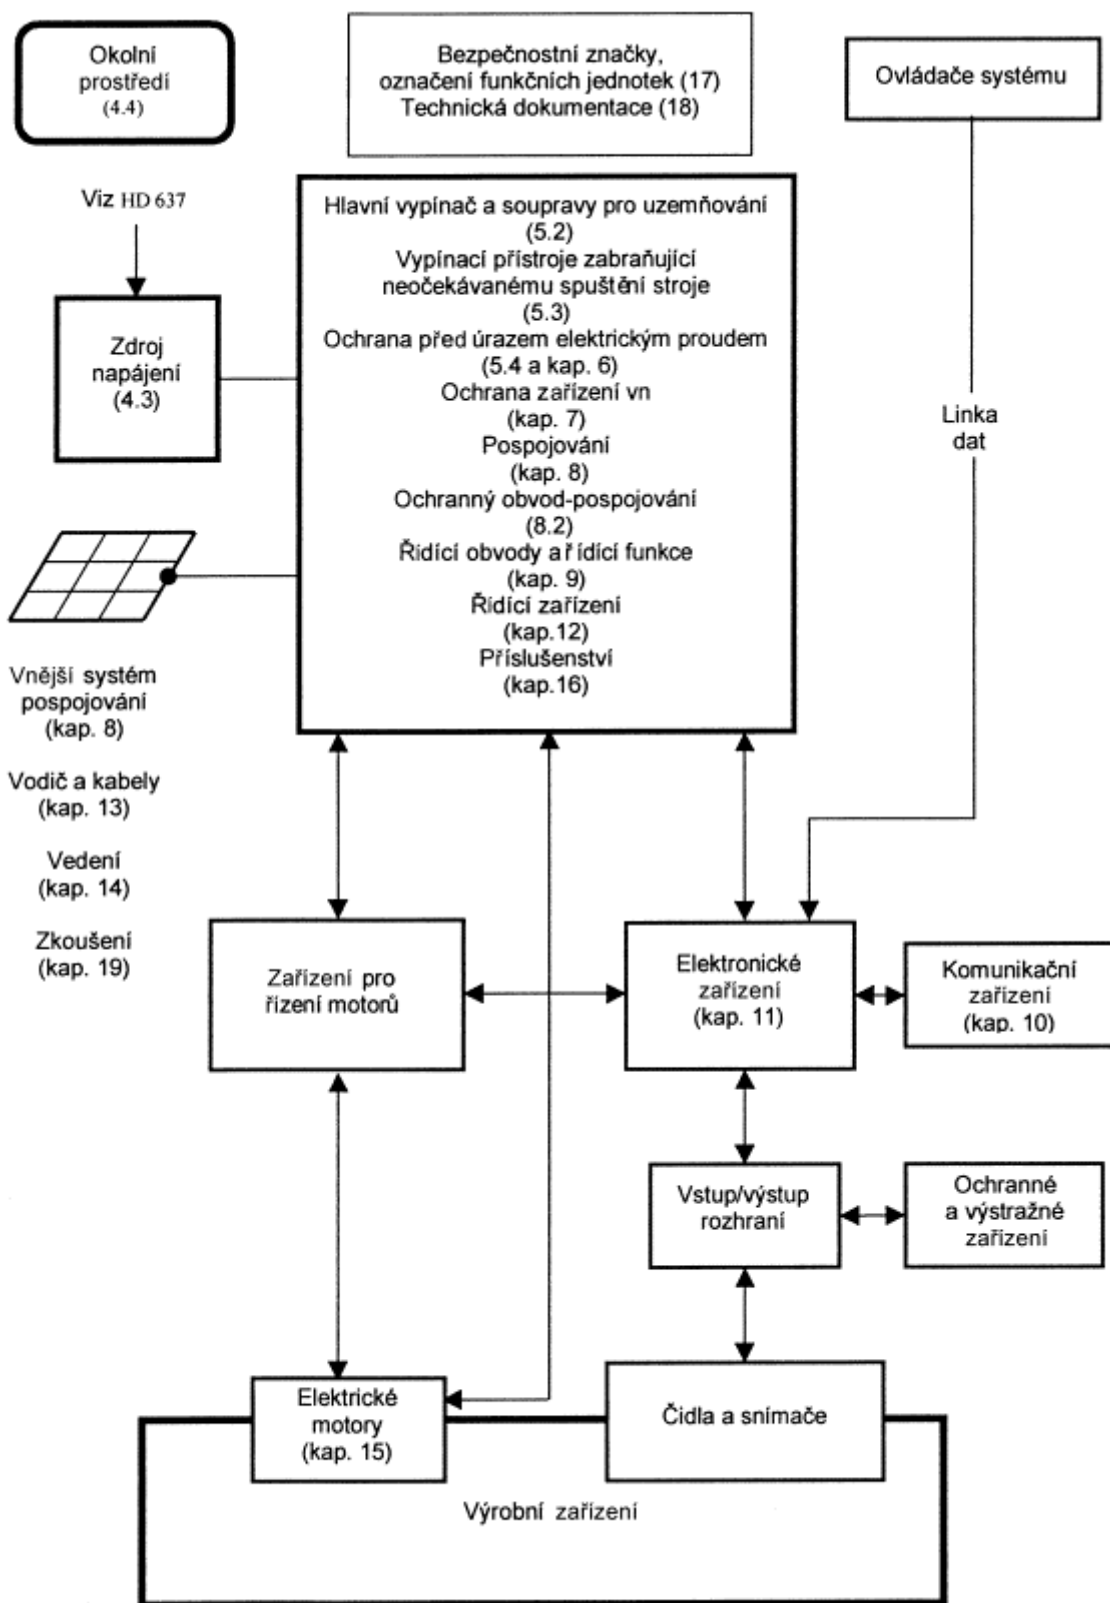 Okolní
prostředí
(4.4)
Bezpečnostní značky,
označení funkčních jednotek (17)
Technická dokumentace (18)
Ovládače systému
Viz HD 637
Zdroj
napájení
(4.3)
Hlavní vypínač a soupravy pro uzemňování
(5.2)
Vypínací přístroje zabraňující
neočekávanému spuštění stroje
(5.3)
Ochrana před úrazem elektrickým proudem
(5.4 a kap. 6)
Ochrana zařízení vn
(kap. 7)
Pospojování
(kap. 8)
Ochranný obvod-pospojování
(8.2)
Řídící obvody a řídící funkce
(kap. 9)
Řídící zařízení
(kap.12)
Příslušenství
(kap.16)
Linka
dat
Vnější systém
pospojování
(kap. 8)
Vodič a kabely
(kap. 13)
Vedení
(kap. 14)
Zkoušení
(kap. 19)
Zařízení pro
řízení motorů
Elektronické
zařízení
(kap. 11)
Komunikační
zařízení
(kap. 10)
Vstup/výstup
rozhraní
Ochranné
a výstražné
zařízení
Elektrické
motory
(kap. 15)
Čidla a snímače
Výrobní zařízení